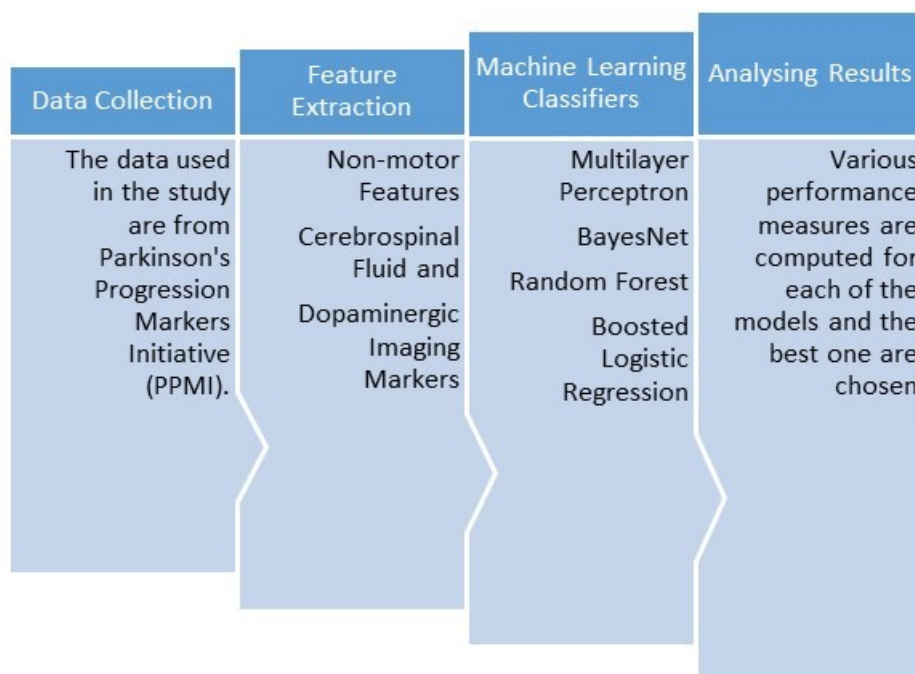 Data Collection
The data used
in the study
are from
Parkinson's
Progression
Markers
Initiative
(PPMI).
Feature
Extraction
Non-motor
Features
Cerebrospinal
Fluid and
Dopaminergic
Imaging
Markers
Machine Learning
Classifiers
Multilayer
Perceptron
BayesNet
Random Forest
Boosted
Logistic
Regression
Analysing Results
Various
performance
measures are
computed for
each of the
models and the
best one are
chosen